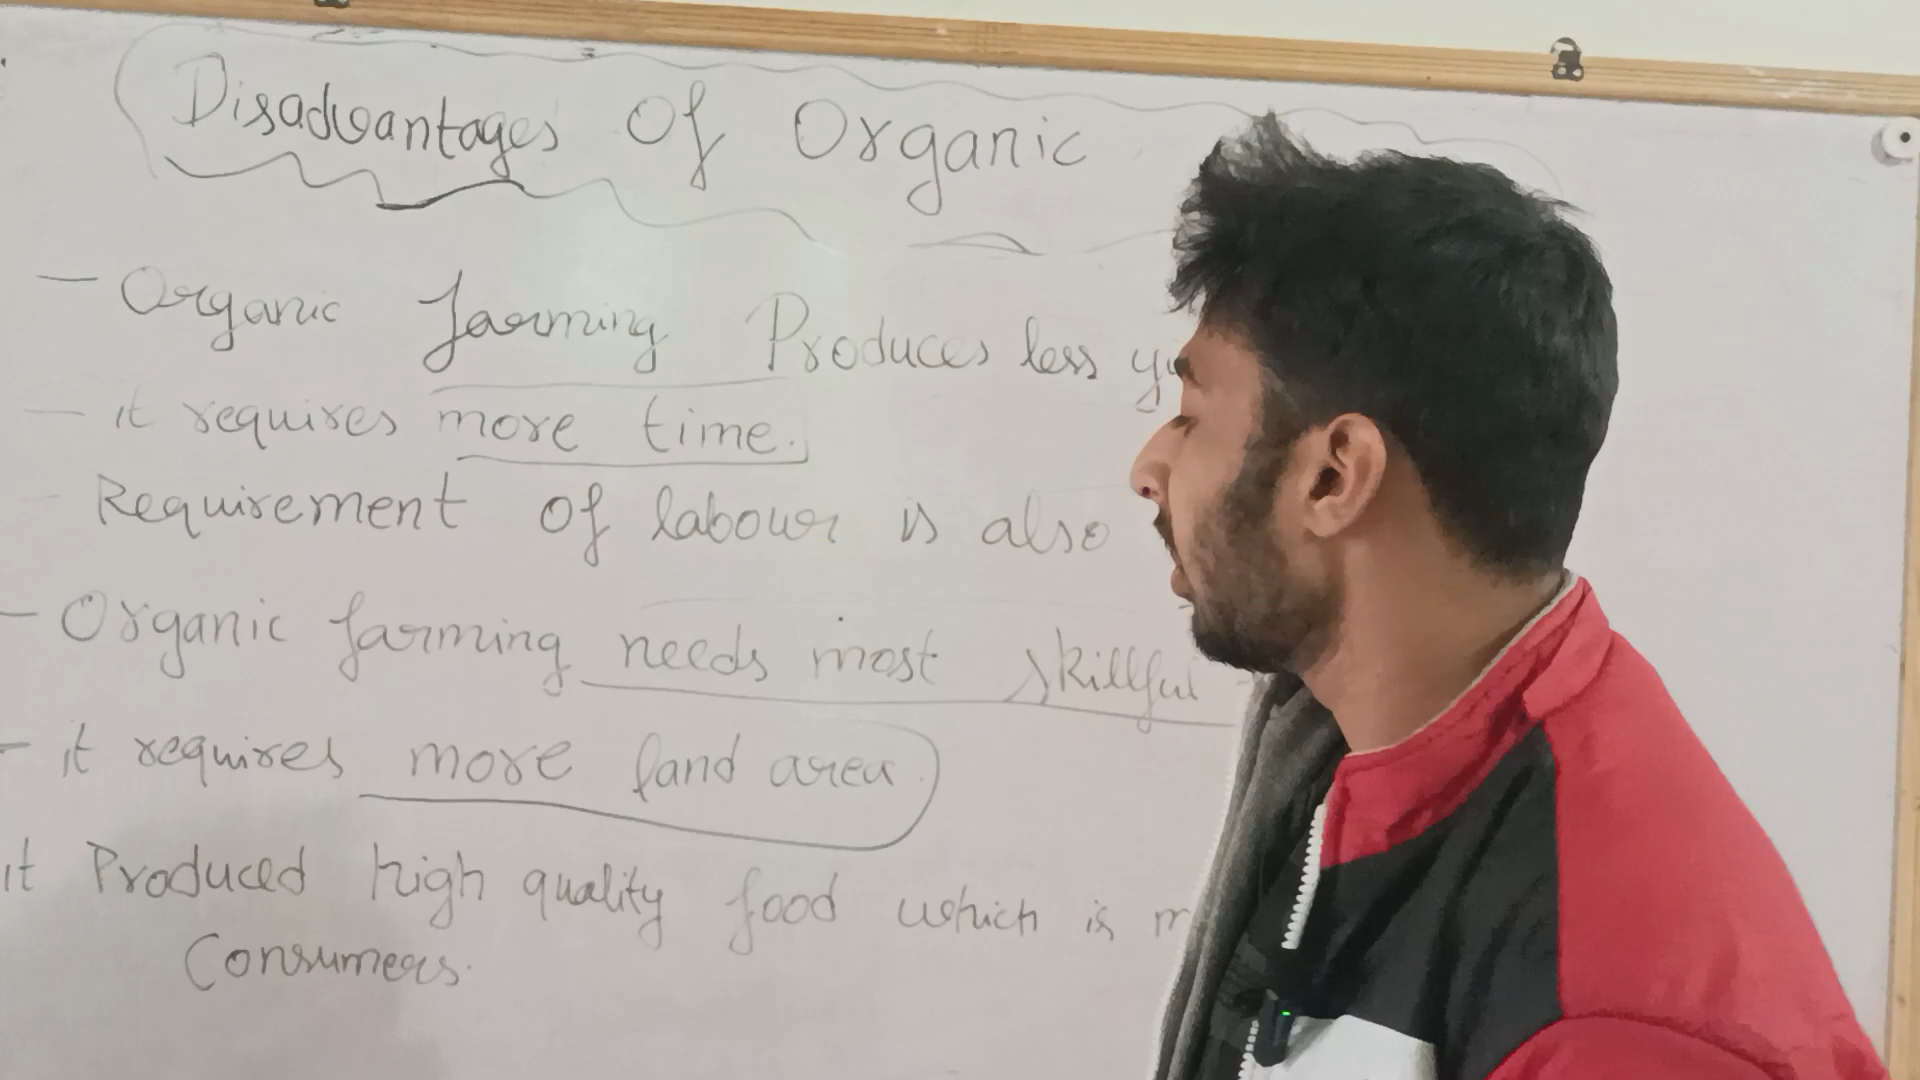 Disadvantages Of Organic
- Organic farming Produces less
- it requires more time.
- Requirement of labour is also
- Organic farming needs most skillful
- it requires more land area.
it Produced high quality food which is
Consumers.